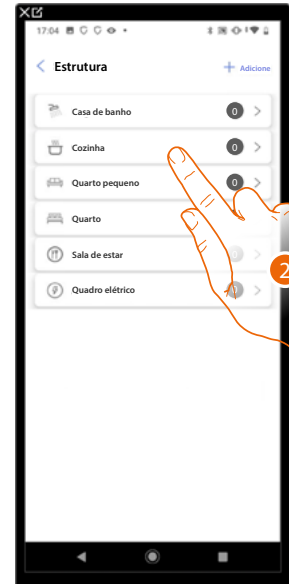 17:04
Estrutura
+ Adicione
Casa de banho 0
Cozinha 0
Quarto pequeno 0
Quarto
Sala de estar 0
Quadro elétrico
2